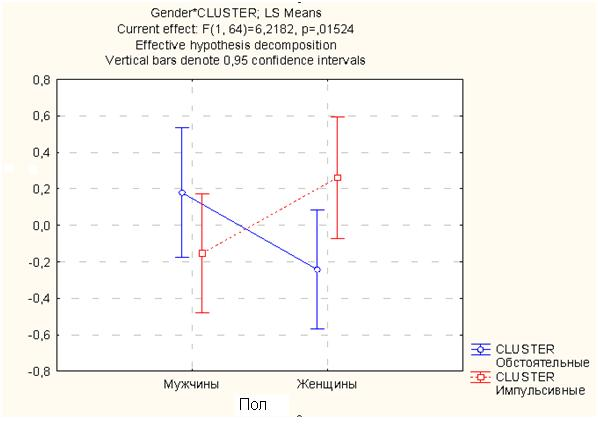 Gender*CLUSTER; LS Means
Current effect: F(1, 64)=6,2182, p=,01524
Effective hypothesis decomposition
Vertical bars denote 0,95 confidence intervals
0,8
0,6
0,4
0,2
0,0
-0,2
-0,4
-0,6
-0,8
Мужчины Женщины
Пол
CLUSTER
Обстоятельные
CLUSTER
Импульсивные